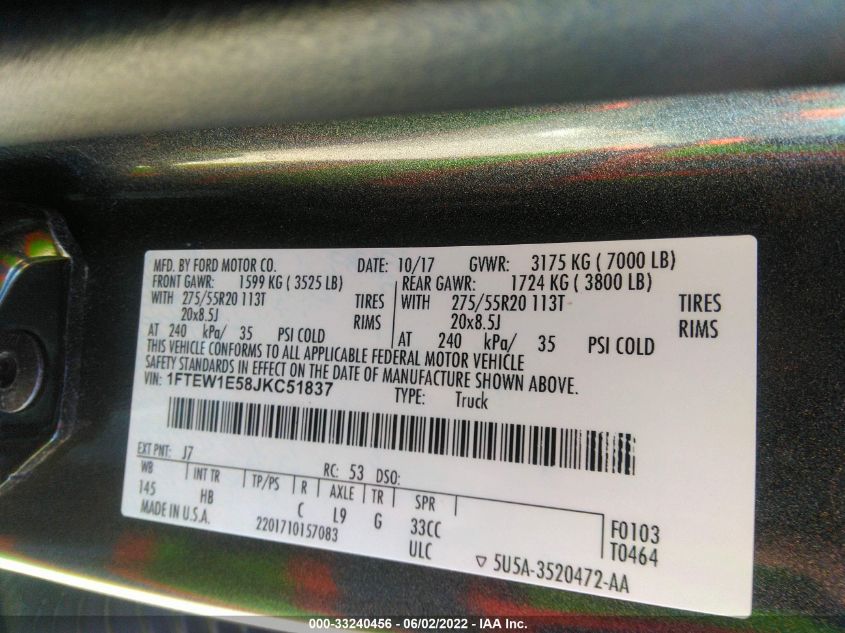 MFD. BY FORD MOTOR CO. DATE: 10/17 GVWR: 3175 KG ( 7000 LB)
FRONT GAWR: 1599 KG ( 3525 LB) REAR GAWR: 1724 KG ( 3800 LB)
WITH 275/55R20 113T TIRES WITH 275/55R20 113T TIRES
20x8.5J RIMS 20x8.5J RIMS
AT 240 kPa/ 35 PSI COLD AT 240 kPa/ 35 PSI COLD
THIS VEHICLE CONFORMS TO ALL APPLICABLE FEDERAL MOTOR VEHICLE
SAFETY STANDARDS IN EFFECT ON THE DATE OF MANUFACTURE SHOWN ABOVE.
VIN: 1FTEW1E58JKC51837 TYPE: Truck
EXT PNT: J7 RC: 53 DSO:
WB INT TR TP/PS R AXLE TR SPR
145 HB C L9 G 33CC F0103
MADE IN U.S.A. 2201710157083 ULC T0464
▽ 5U5A-3520472-AA
000-33240456 - 06/02/2022 - IAA Inc.